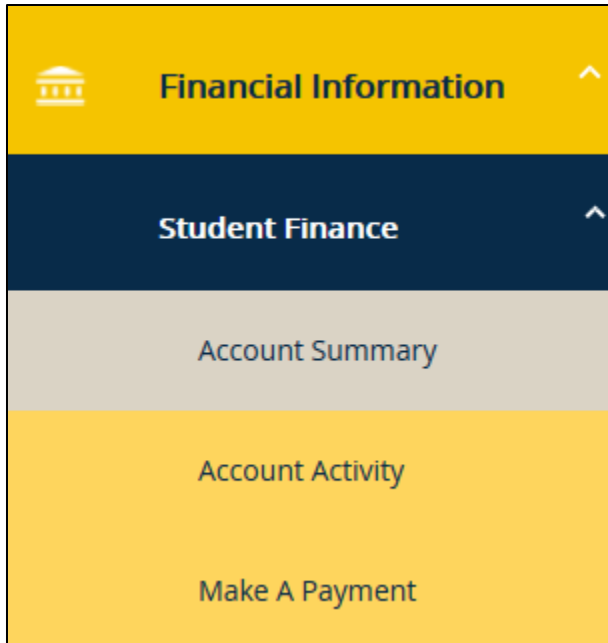 Financial Information
Student Finance
Account Summary
Account Activity
Make A Payment